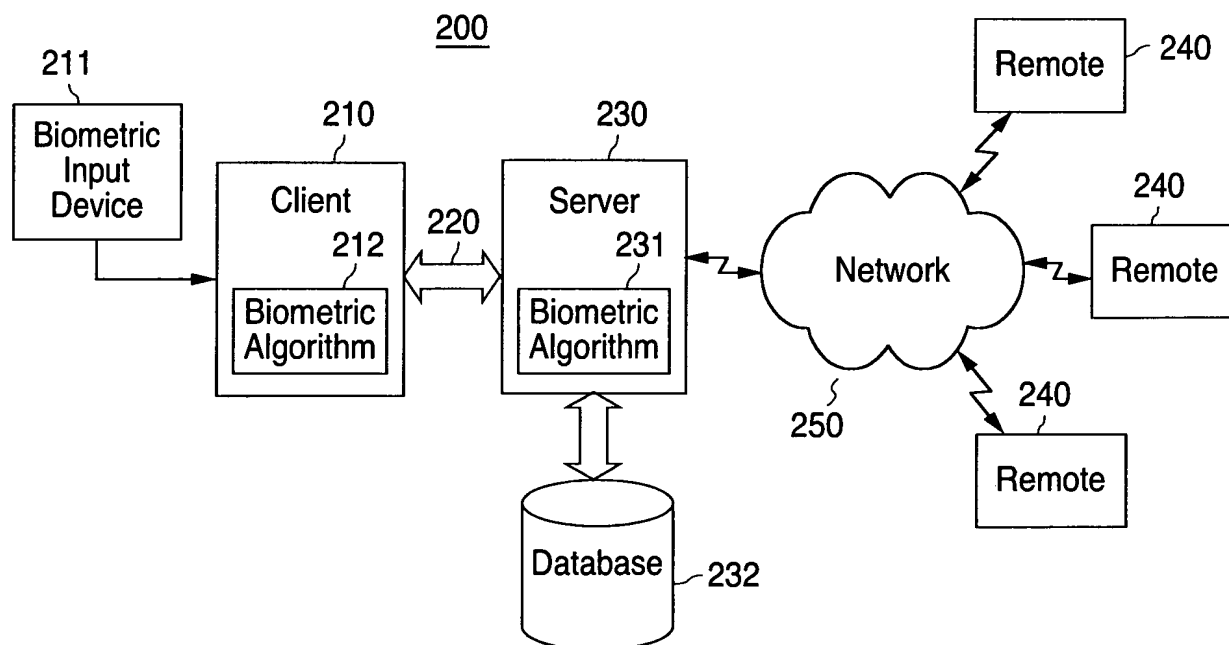 200
211
Biometric
Input
Device
210
Client
212
Biometric
Algorithm
220
230
Server
231
Biometric
Algorithm
Database
232
Network
250
Remote
240
240
Remote
240
Remote